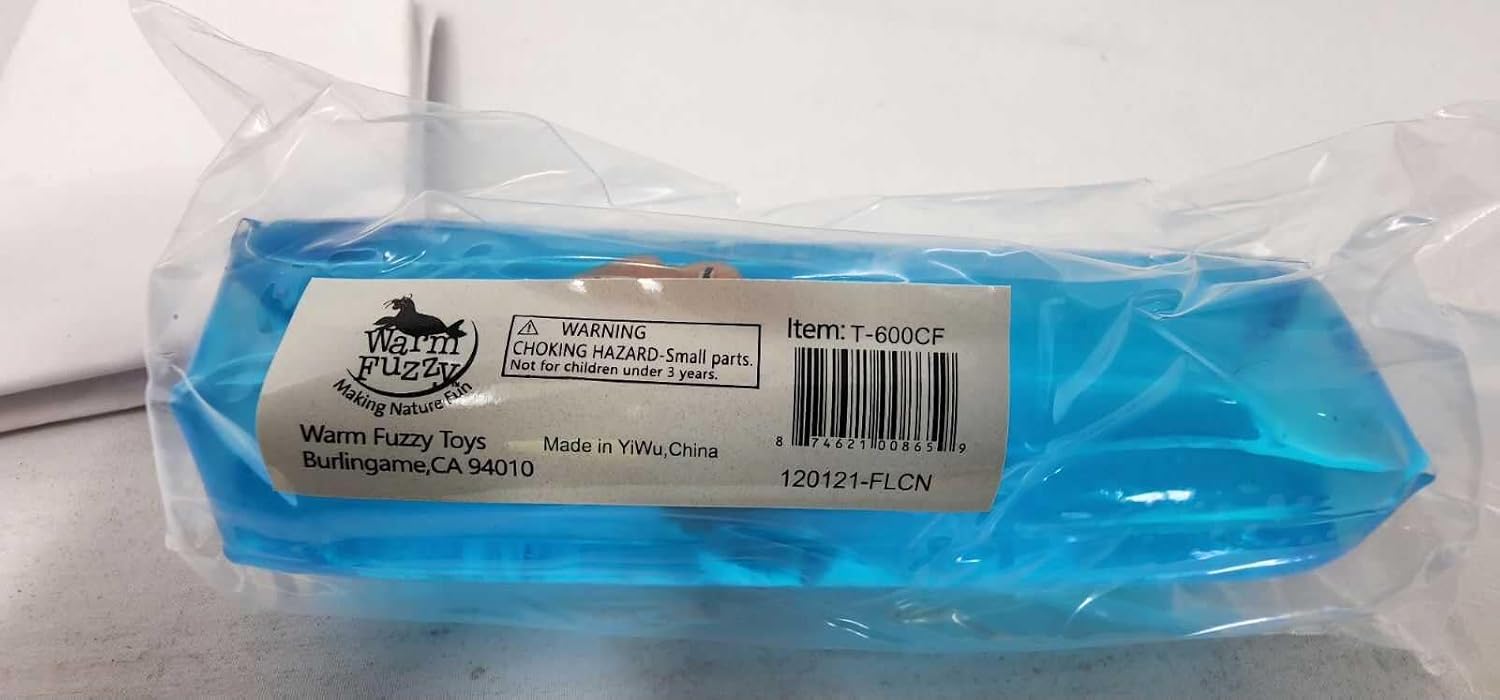 Warm
Fuzzy™
Making Nature Fun
Warm Fuzzy Toys
Burlingame,CA 94010
⚠ WARNING
CHOKING HAZARD-Small parts.
Not for children under 3 years.
Made in YiWu,China
Item: T-600CF
8 74621 00865 9
120121-FLCN